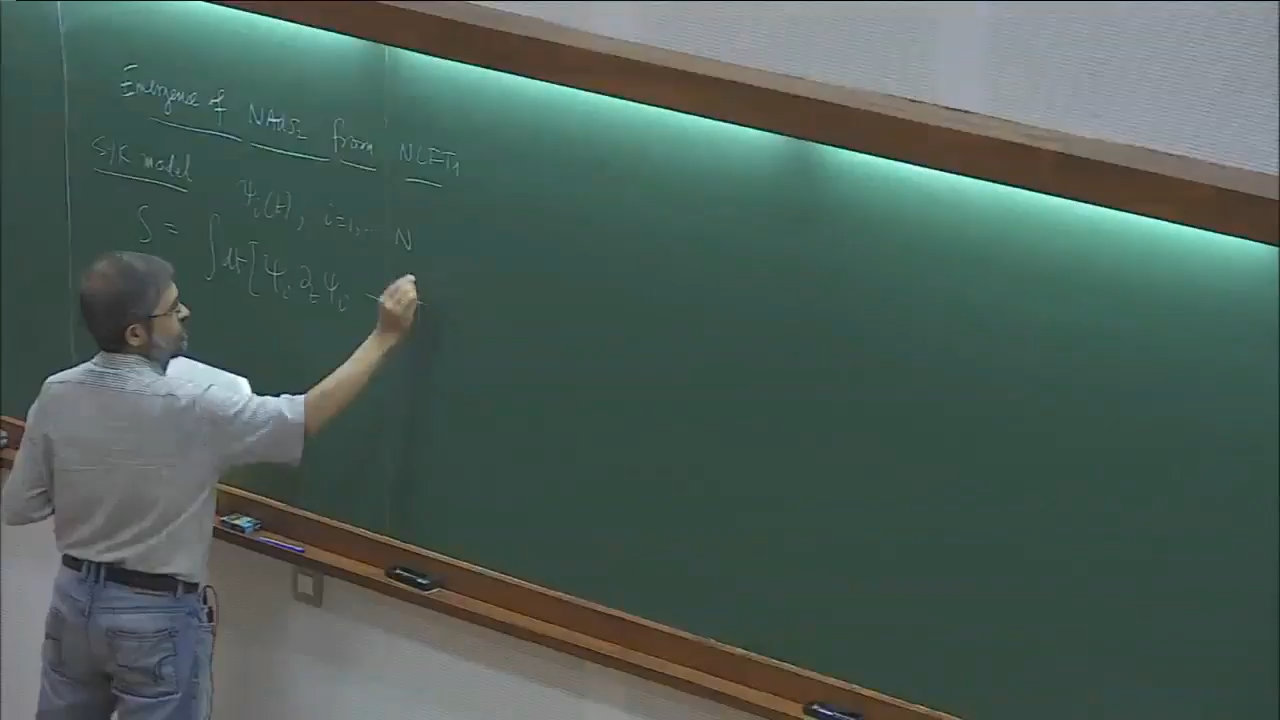 Emergence of NAdS₂ from NCFT₁
SYK model
ψᵢ(t), i=1,.. N
S = ∫dt[ψᵢ ∂ₜ ψᵢ